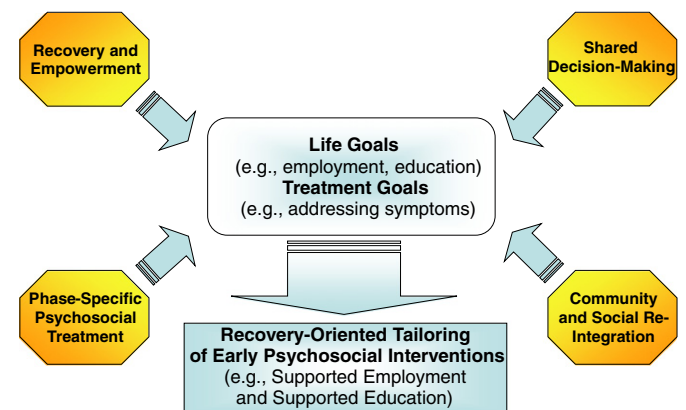 Recovery and
Empowerment
Shared
Decision-Making
Life Goals
(e.g., employment, education)
Treatment Goals
(e.g., addressing symptoms)
Phase-Specific
Psychosocial
Treatment
Community
and Social Re-
Integration
Recovery-Oriented Tailoring
of Early Psychosocial Interventions
(e.g., Supported Employment
and Supported Education)